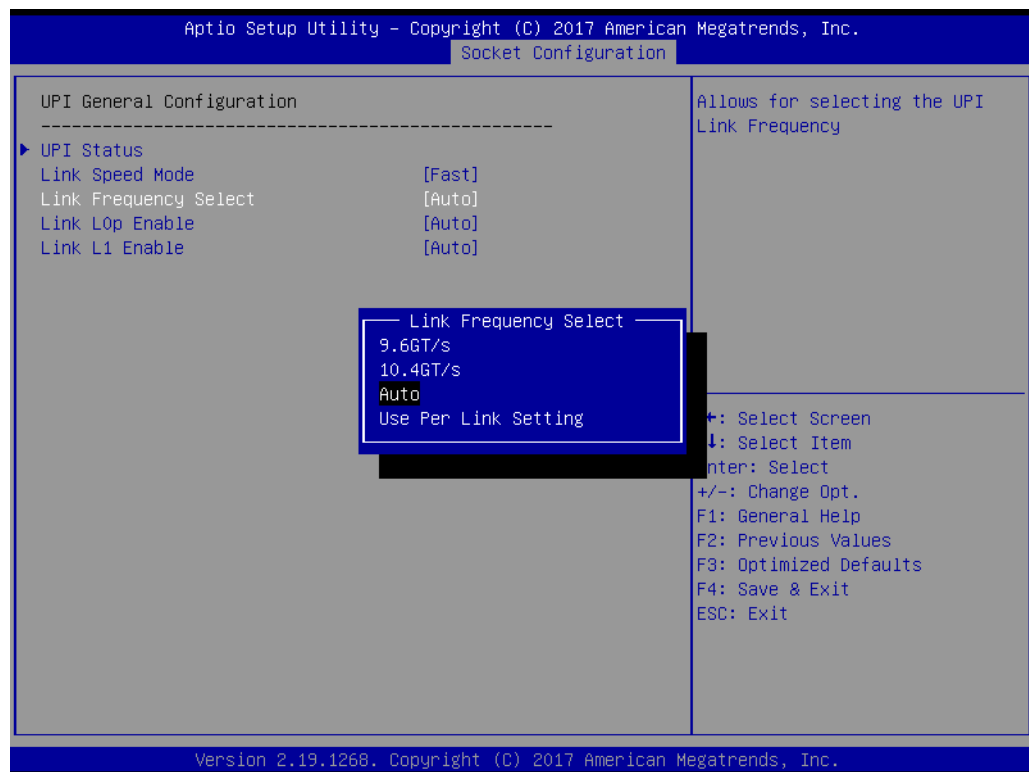 Aptio Setup Utility – Copyright (C) 2017 American Megatrends, Inc.
Socket Configuration
UPI General Configuration
UPI Status
Link Speed Mode [Fast]
Link Frequency Select [Auto]
Link L0p Enable [Auto]
Link L1 Enable [Auto]
Allows for selecting the UPI
Link Frequency
Link Frequency Select
9.6GT/s
10.4GT/s
Auto
Use Per Link Setting
: Select Screen
: Select Item
nter: Select
+/-: Change Opt.
F1: General Help
F2: Previous Values
F3: Optimized Defaults
F4: Save & Exit
ESC: Exit
Version 2.19.1268. Copyright (C) 2017 American Megatrends, Inc.